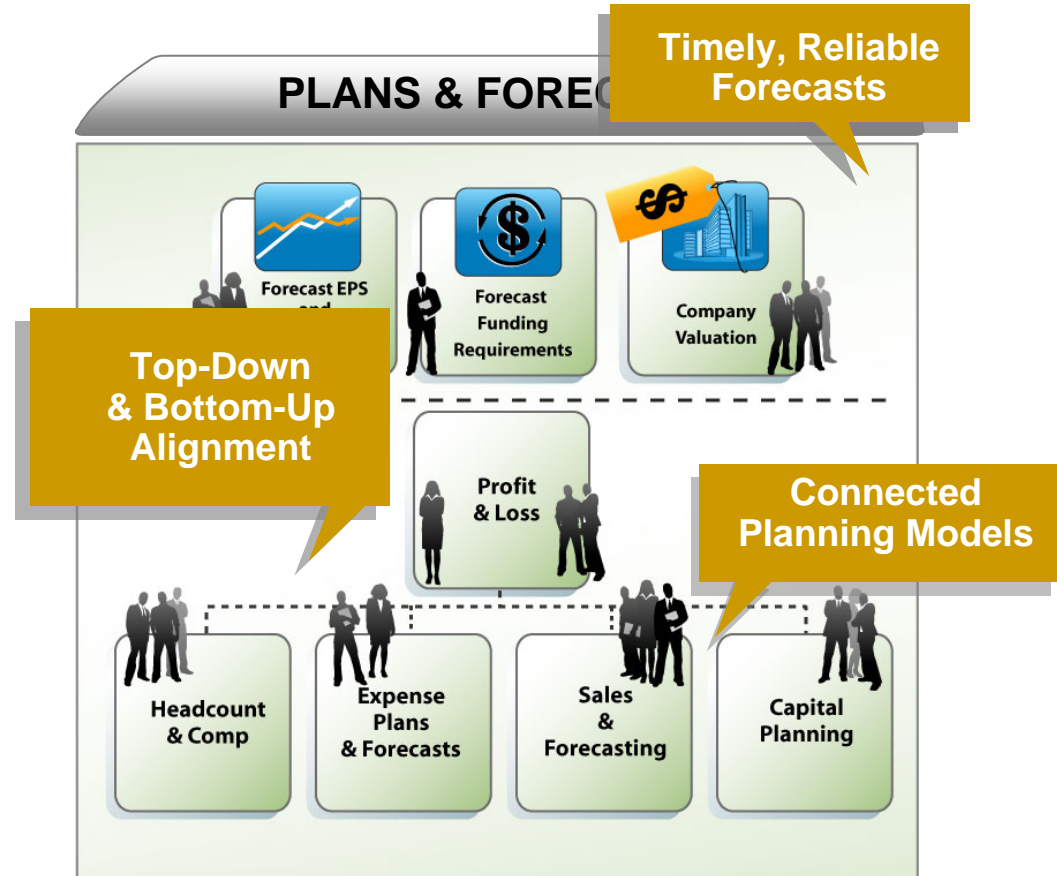 Timely, Reliable
Forecasts
PLANS &
Forecast EPS
and
Forecast
Funding
Requirements
$
Company
Valuation
Top-Down
& Bottom-Up
Alignment
Profit
& Loss
Connected
Planning Models
Headcount
& Comp
Expense
Plans
& Forecasts
Sales
&
Forecasting
Capital
Planning